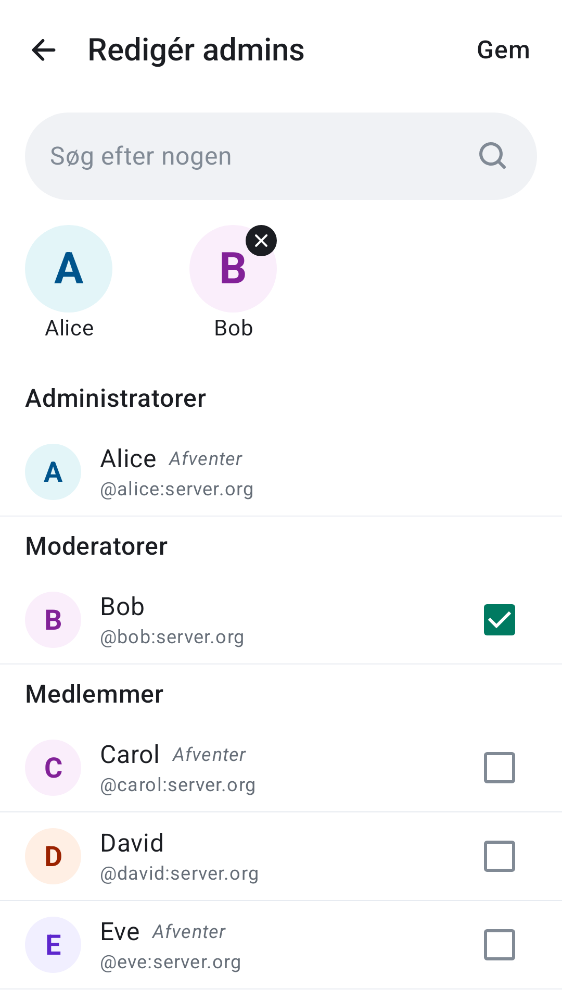 Redigér admins
Gem
Søg efter nogen
A
B
Alice
Bob
Administratorer
A
Alice Afventer
@alice:server.org
Moderatorer
B
Bob
@bob:server.org
Medlemmer
C
Carol Afventer
@carol:server.org
D
David
@david:server.org
E
Eve Afventer
@eve:server.org